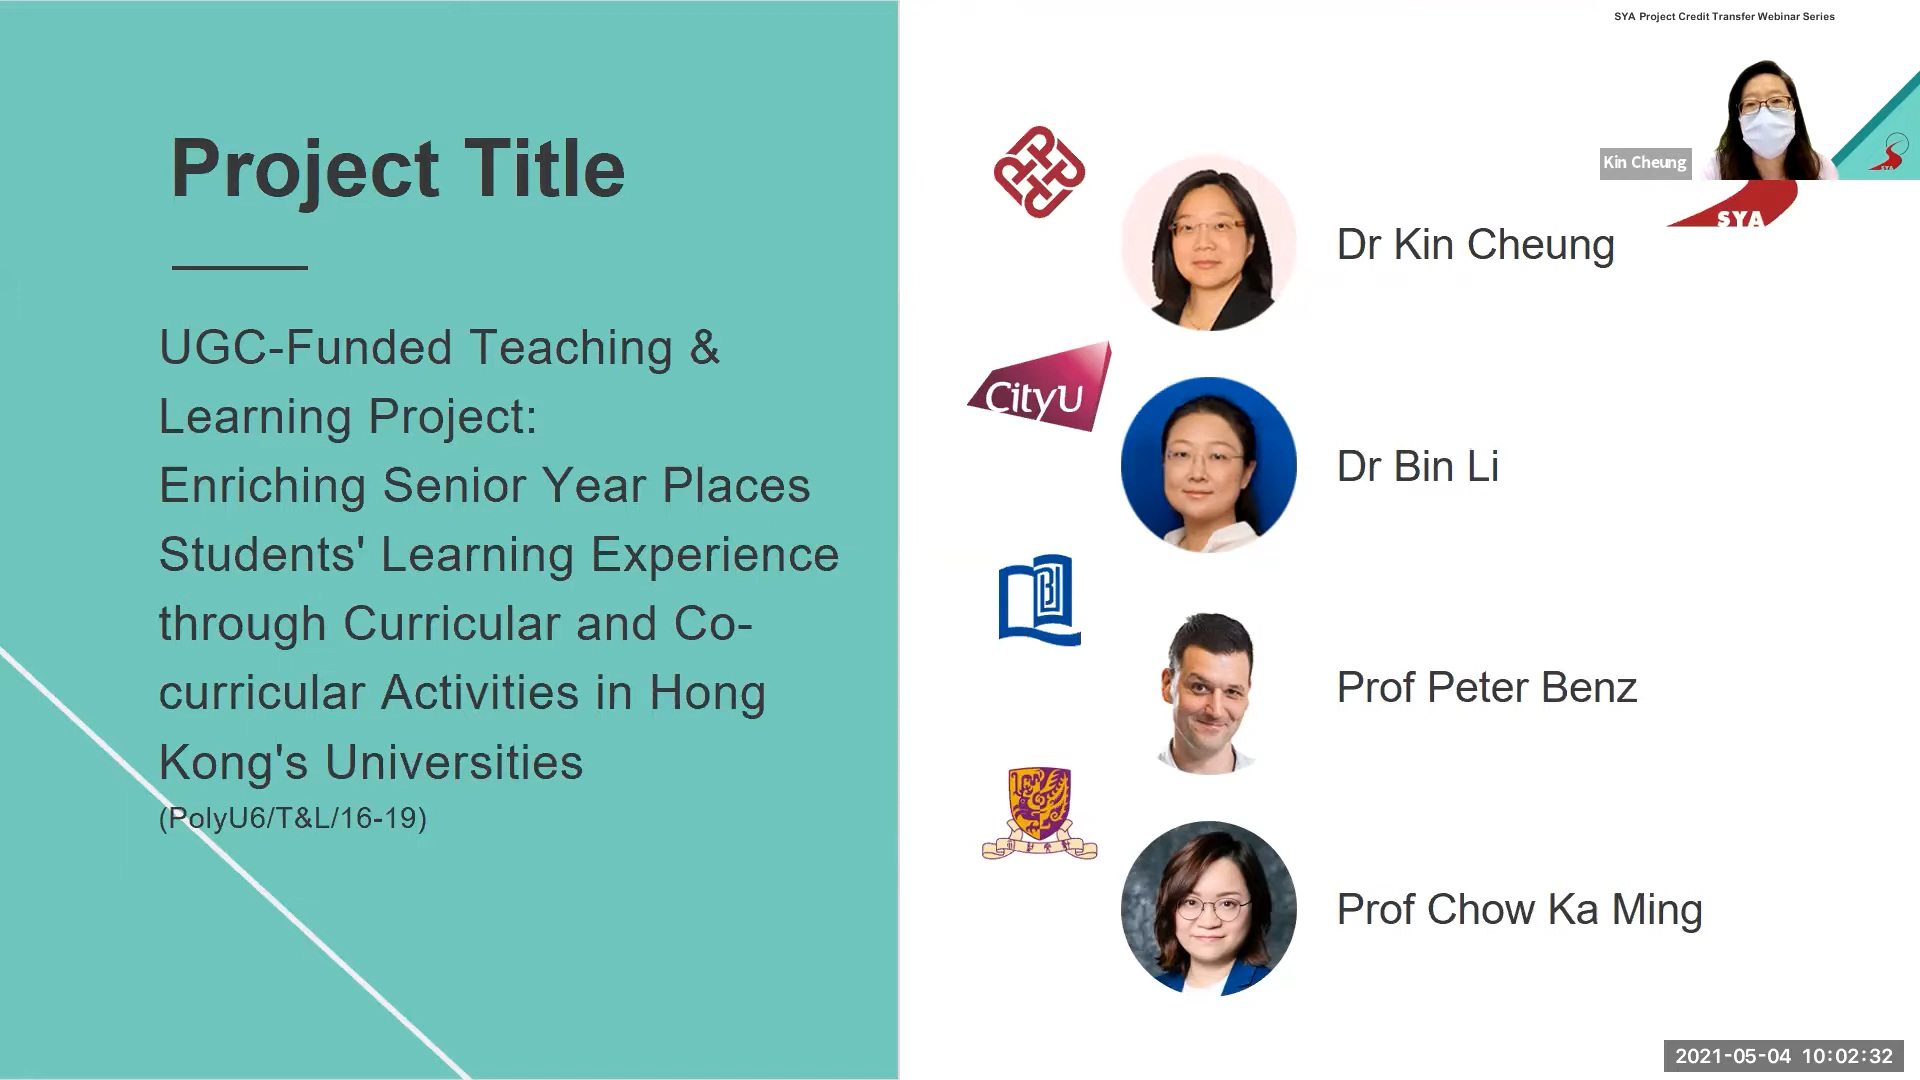 SYA Project Credit Transfer Webinar Series
Project Title
UGC-Funded Teaching &
Learning Project:
Enriching Senior Year Places
Students' Learning Experience
through Curricular and Co-
curricular Activities in Hong
Kong's Universities
(PolyU6/T&L/16-19)
Kin Cheung
SYA
Dr Kin Cheung
CityU
Dr Bin Li
Prof Peter Benz
Prof Chow Ka Ming
2021-05-04 10:02:32